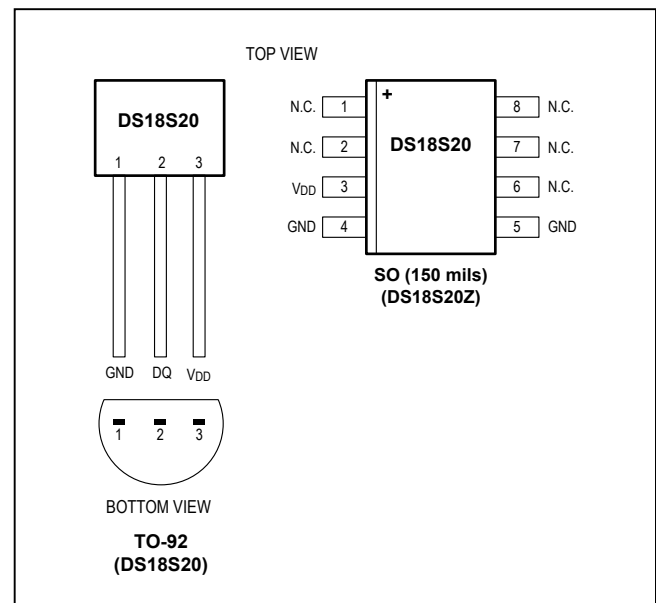 TOP VIEW
DS18S20
1 2 3
GND DQ VDD
1 2 3
BOTTOM VIEW
TO-92
(DS18S20)
+
DS18S20
N.C. 1
N.C. 2
VDD 3
GND 4
8 N.C.
7 N.C.
6 N.C.
5 GND
SO (150 mils)
(DS18S20Z)